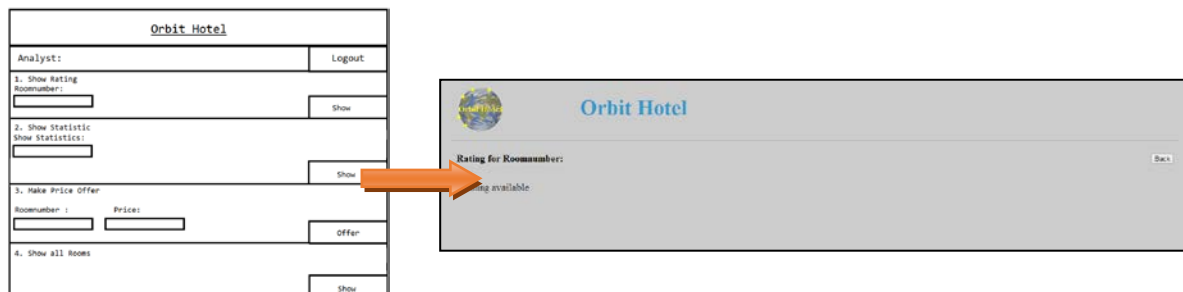 Orbit Hotel
Analyst:
Logout
1. Show Rating
Roomnumber:
Show
2. Show Statistic
Show Statistics:
Show
3. Make Price Offer
Roomnumber :
Price:
Offer
4. Show all Rooms
Show
Orbit Hotel
Rating for Roomnumber:
Back
available